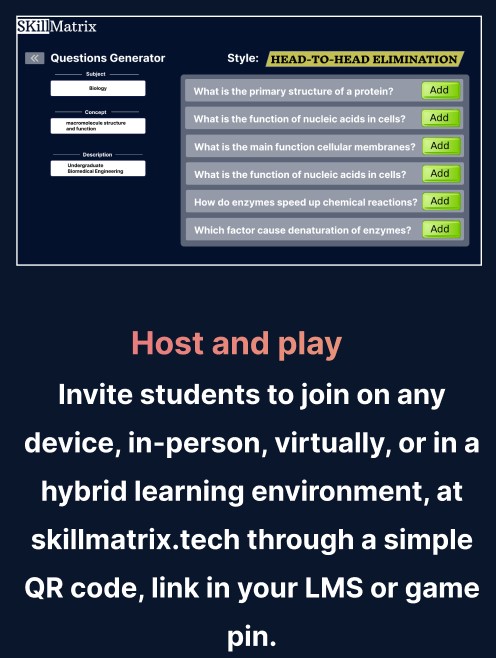 SKillMatrix
« Questions Generator
Style: HEAD-TO-HEAD ELIMINATION
Subject
Biology
Concept
macromolecule structure
and function
Description
Undergraduate
Biomedical Engineering
What is the primary structure of a protein? Add
What is the function of nucleic acids in cells? Add
What is the main function cellular membranes? Add
What is the function of nucleic acids in cells? Add
How do enzymes speed up chemical reactions? Add
Which factor cause denaturation of enzymes? Add
Host and play
Invite students to join on any
device, in-person, virtually, or in a
hybrid learning environment, at
skillmatrix.tech through a simple
QR code, link in your LMS or game
pin.